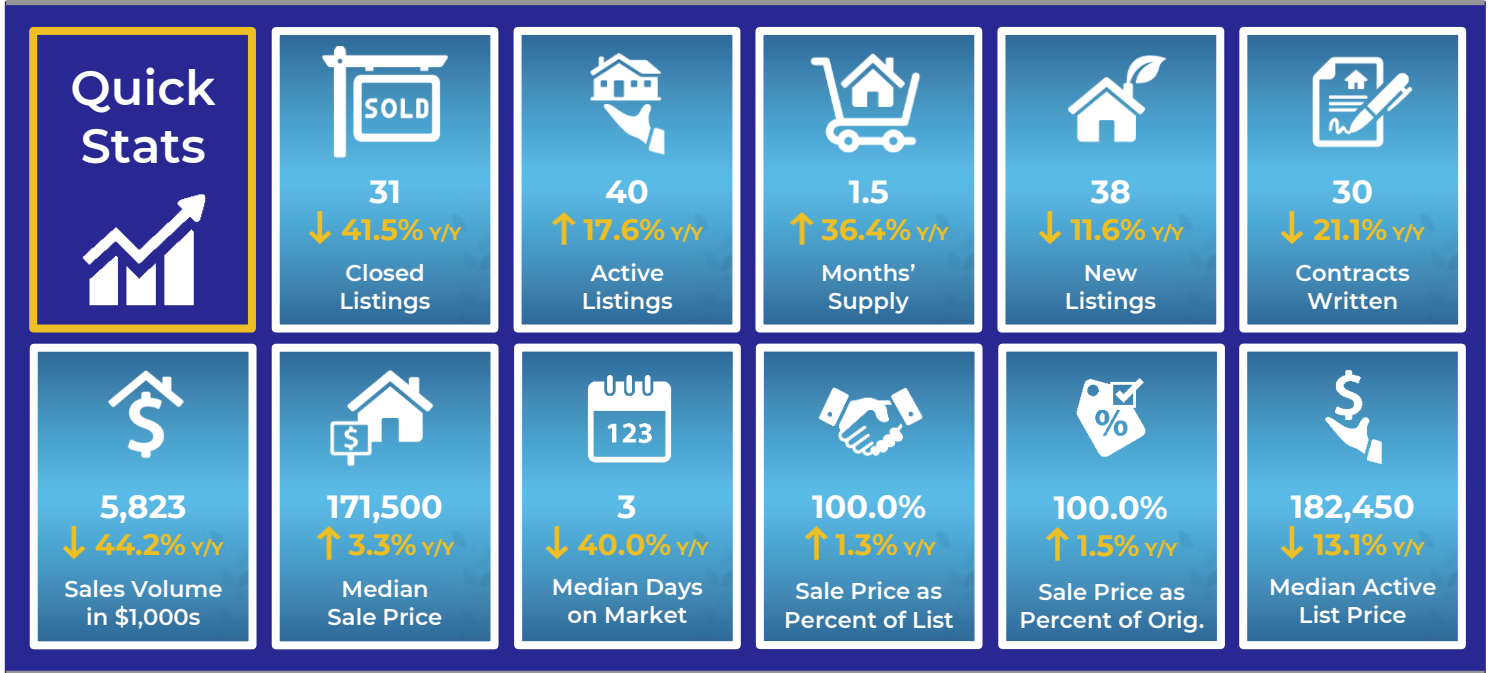 Quick
Stats
SOLD
31
↓ 41.5% Y/Y
Closed
Listings
40
↑ 17.6% Y/Y
Active
Listings
1.5
↑ 36.4% Y/Y
Months’
Supply
38
↓ 11.6% Y/Y
New
Listings
30
↓ 21.1% Y/Y
Contracts
Written
$
5,823
↓ 44.2% Y/Y
Sales Volume
in $1,000s
$
171,500
↑ 3.3% Y/Y
Median
Sale Price
123
3
↓ 40.0% Y/Y
Median Days
on Market
100.0%
↑ 1.3% Y/Y
Sale Price as
Percent of List
%
100.0%
↑ 1.5% Y/Y
Sale Price as
Percent of Orig.
$
182,450
↓ 13.1% Y/Y
Median Active
List Price